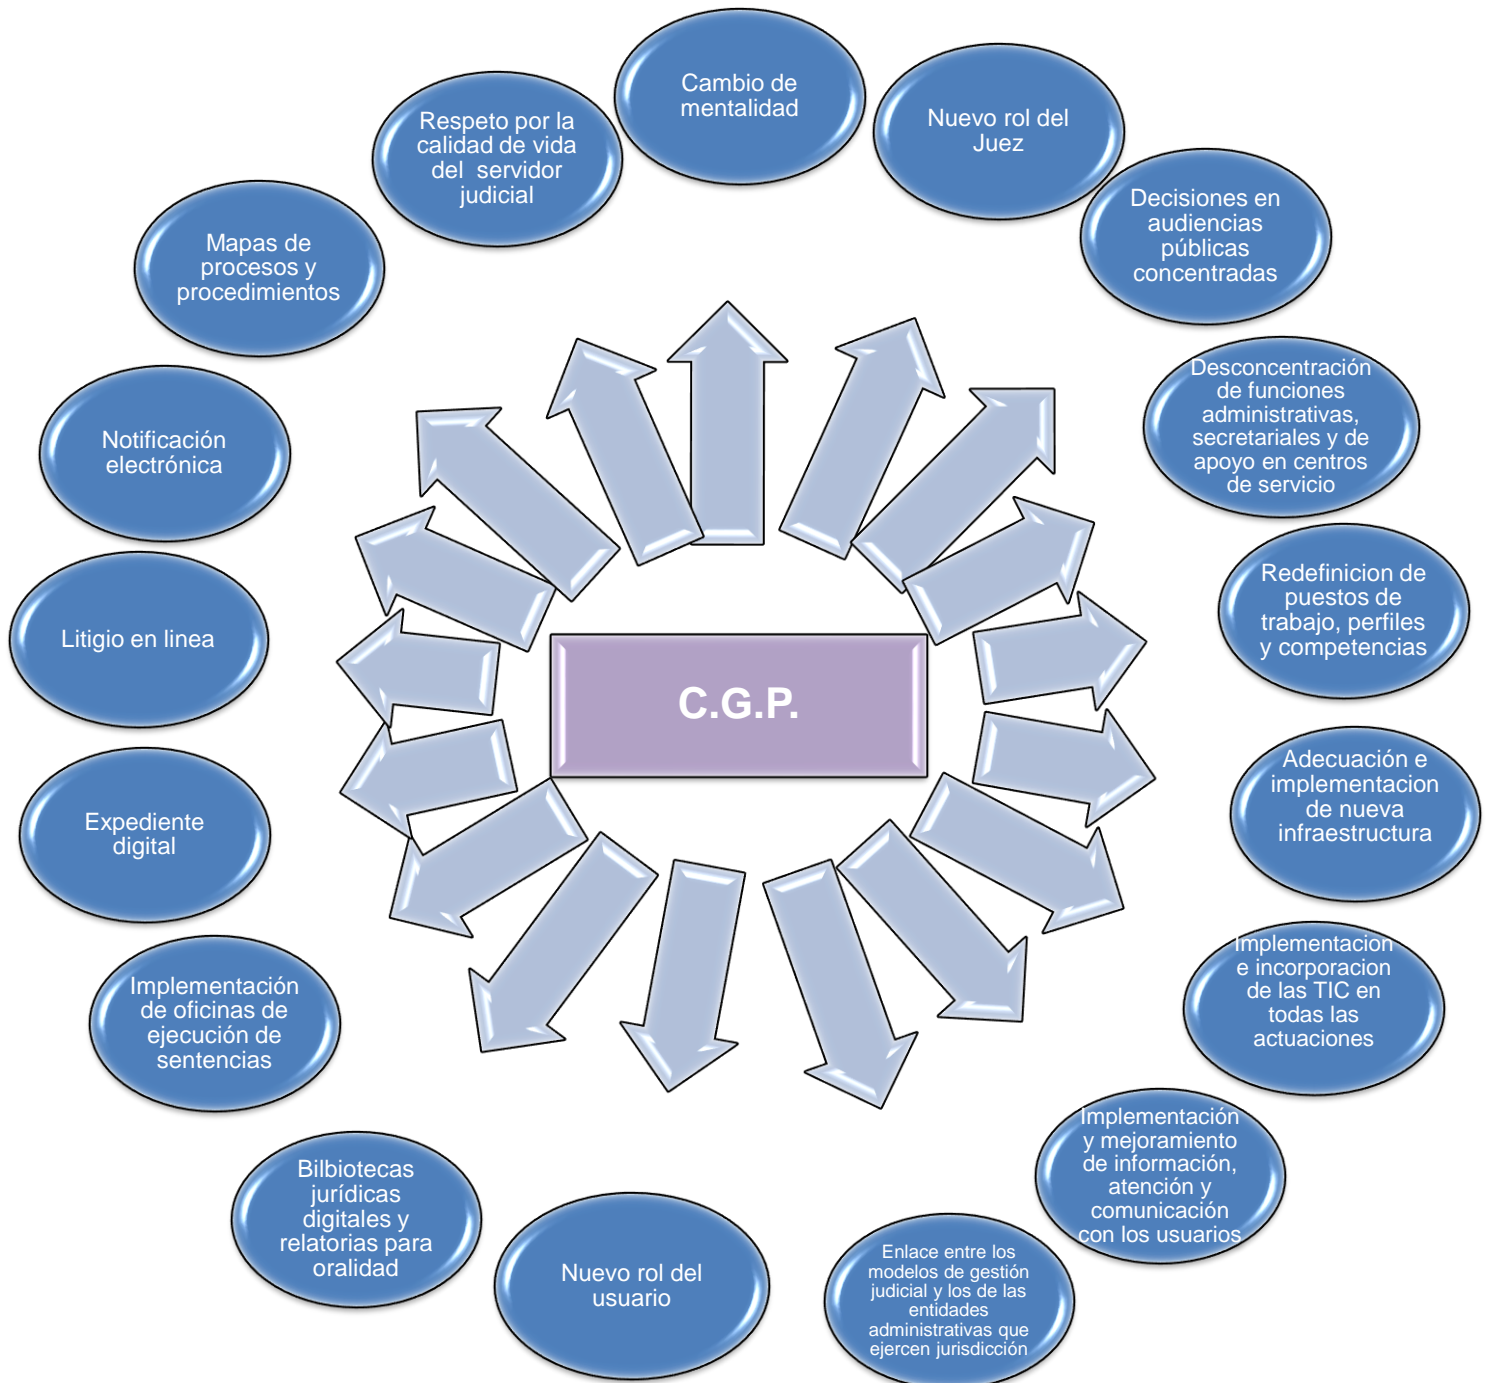 Cambio de
mentalidad
Nuevo rol del
Juez
Decisiones en
audiencias
públicas
concentradas
Desconcentración
de funciones
administrativas,
secretariales y de
apoyo en centros
de servicio
Redefinicion de
puestos de
trabajo, perfiles
y competencias
Adecuación e
implementacion
de nueva
infraestructura
Implementacion
e incorporacion
de las TIC en
todas las
actuaciones
Implementación
y mejoramiento
de información,
atención y
comunicación
con los usuarios
Enlace entre los
modelos de gestión
judicial y los de las
entidades
administrativas que
ejercen jurisdicción
Nuevo rol del
usuario
Bilbiotecas
jurídicas
digitales y
relatorias para
oralidad
Implementación
de oficinas de
ejecución de
sentencias
Expediente
digital
Litigio en linea
Notificación
electrónica
Mapas de
procesos y
procedimientos
Respeto por la
calidad de vida
del servidor
judicial
C.G.P.